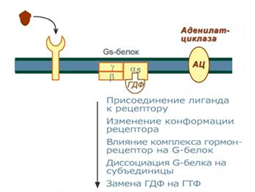 Аденилат-
циклаза
Gs-белок
АЦ
γ
αs
β
ГДФ
Присоединение лиганда
к рецептору
Изменение конформации
рецептора
Влияние комплекса гормон-
рецептор на G-белок
Диссоциация G-белка на
субъединицы
Замена ГДФ на ГТФ